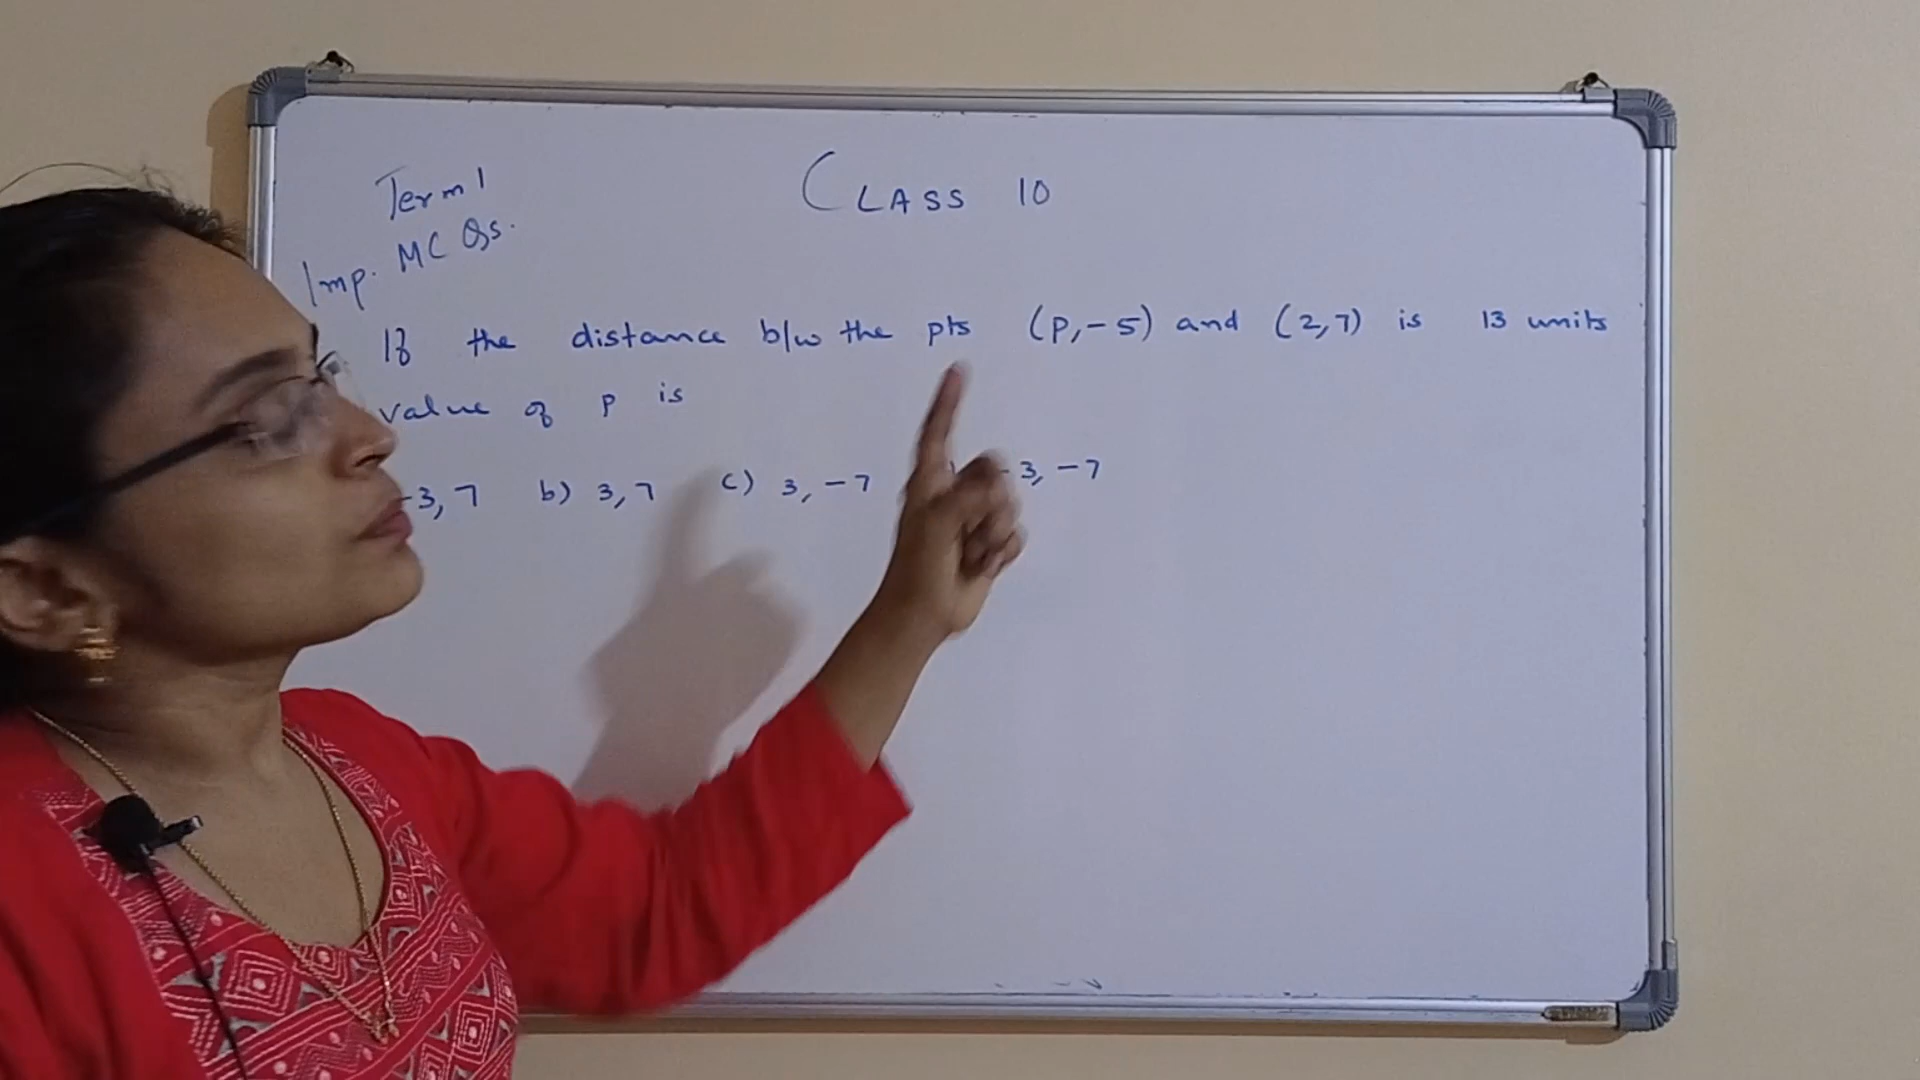 Term 1
CLASS 10
Imp. MC Qs.
If the distance b/w the pts (P,-5) and (2,7) is 13 units
value of P is
-3, 7 b) 3, 7 c) 3, -7 -3, -7